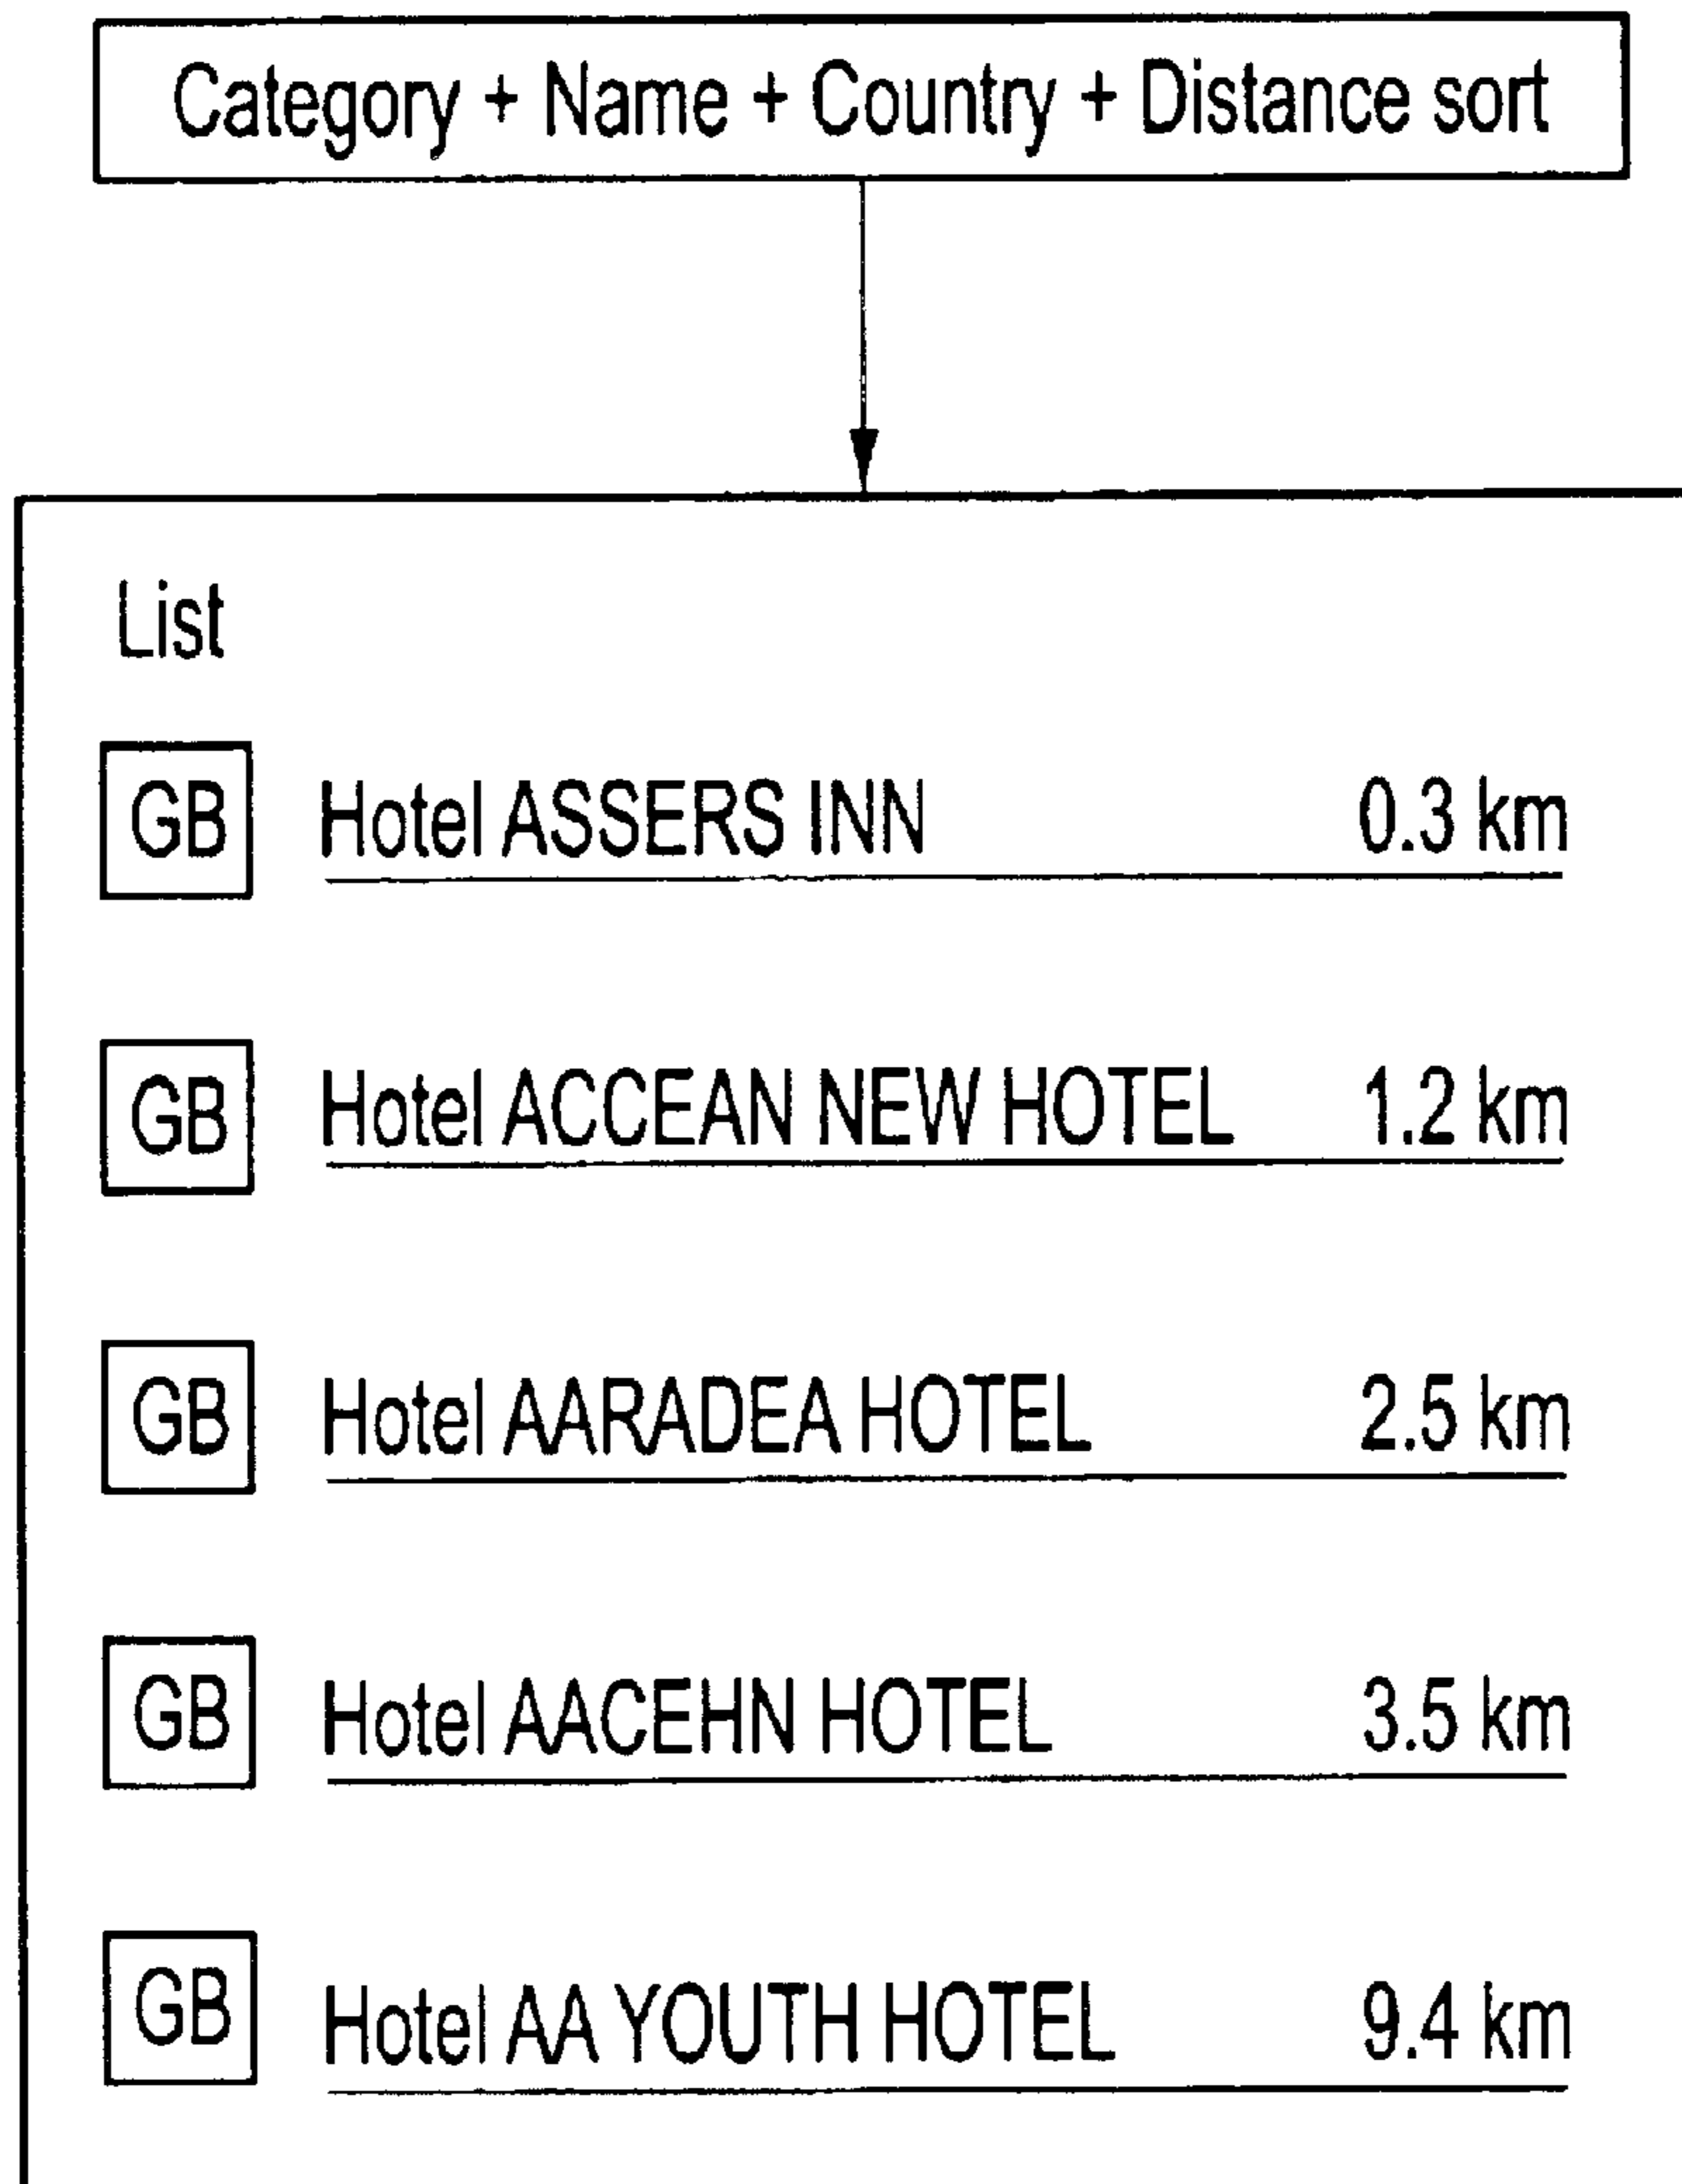 Category + Name + Country + Distance sort
List
GB Hotel ASSERS INN 0.3 km
GB Hotel ACCEAN NEW HOTEL 1.2 km
GB Hotel AARADEA HOTEL 2.5 km
GB Hotel AACEHN HOTEL 3.5 km
GB Hotel AA YOUTH HOTEL 9.4 km